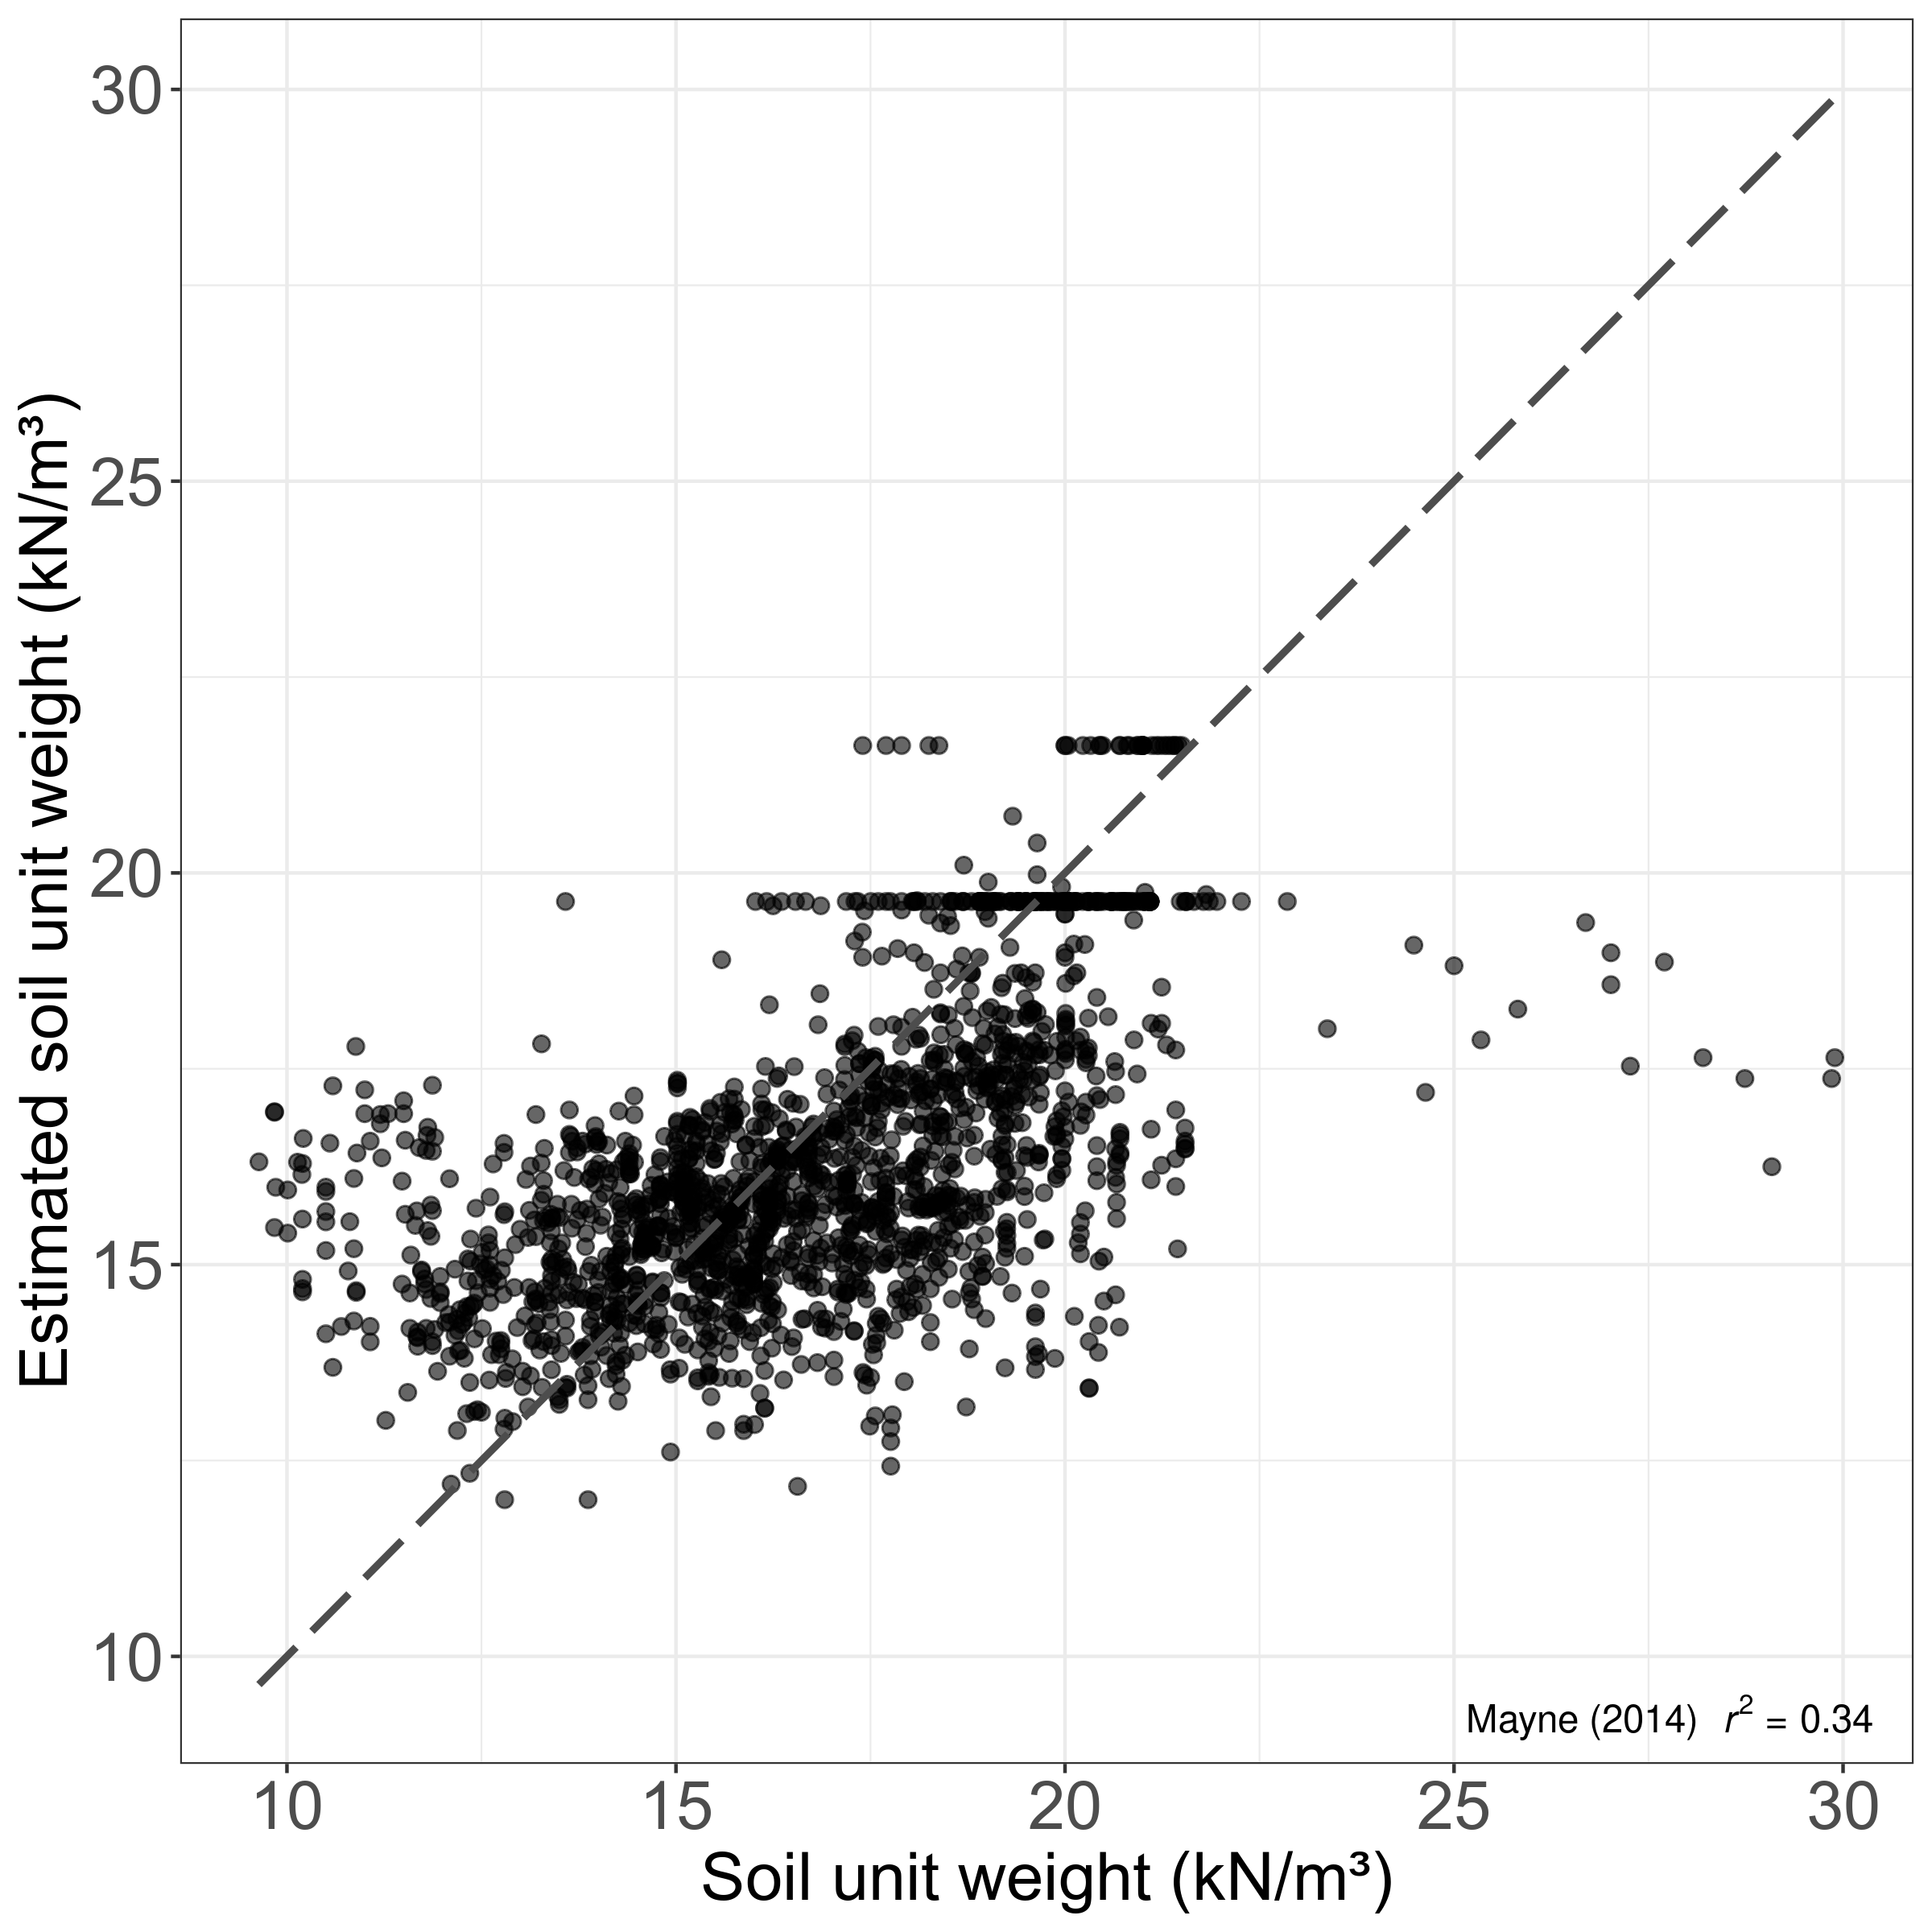 Estimated soil unit weight (kN/m³)
30
25
20
15
10
Mayne (2014) r² = 0.34
10 15 20 25 30
Soil unit weight (kN/m³)